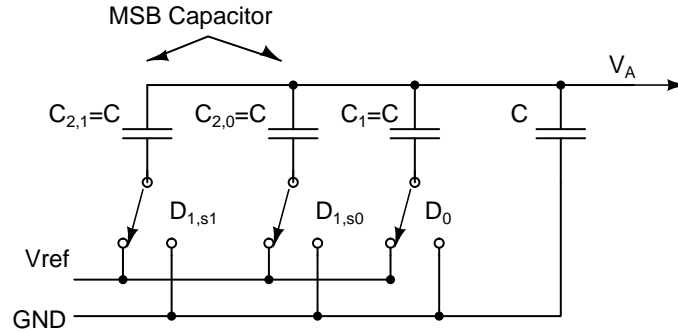 MSB Capacitor
V_A
C_{2,1}=C
C_{2,0}=C
C_1=C
C
D_{1,s1}
D_{1,s0}
D_0
Vref
GND